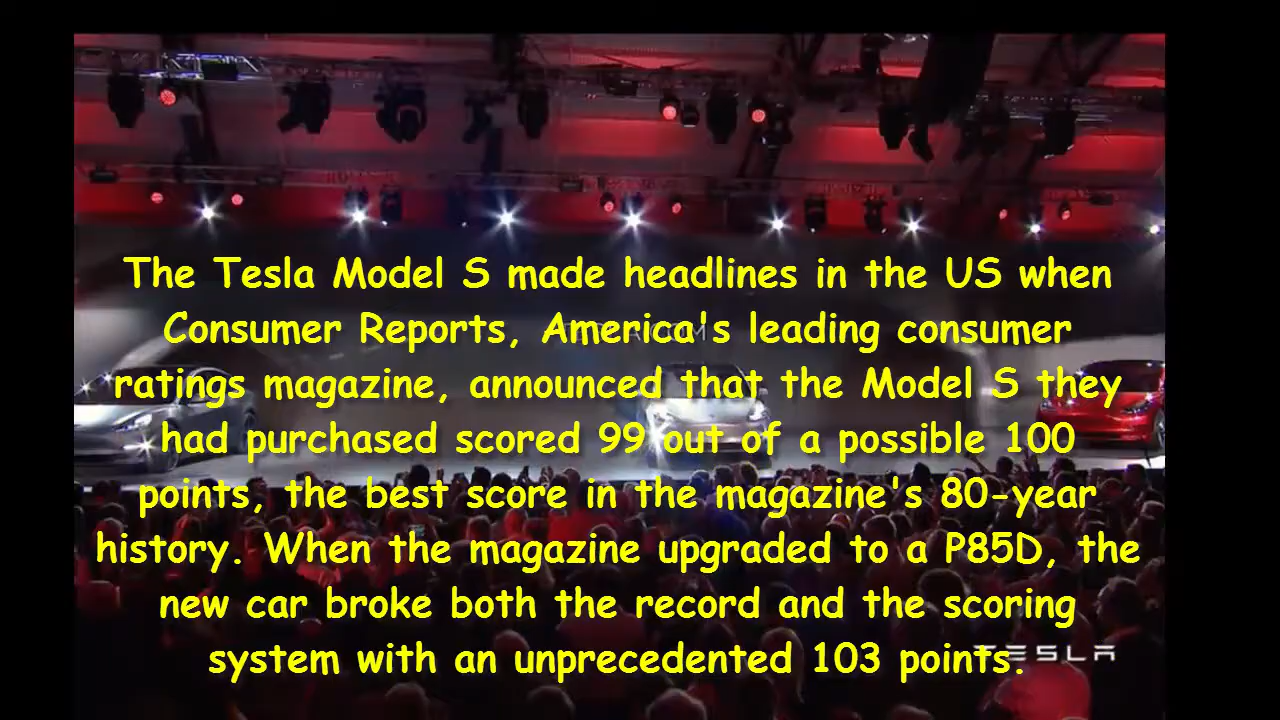 The Tesla Model S made headlines in the US when
Consumer Reports, America's leading consumer
ratings magazine, announced that the Model S they
had purchased scored 99 out of a possible 100
points, the best score in the magazine's 80-year
history. When the magazine upgraded to a P85D, the
new car broke both the record and the scoring
system with an unprecedented 103 points.
TESLA